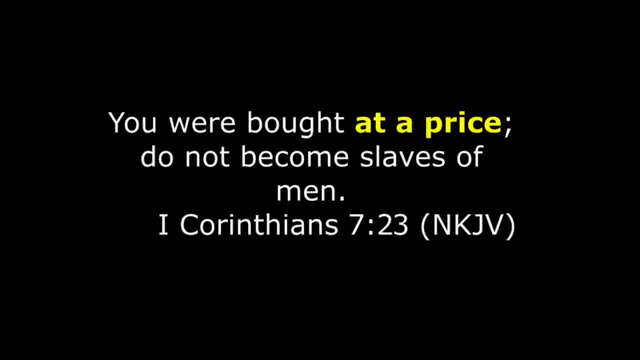 You were bought at a price;
do not become slaves of
men.
I Corinthians 7:23 (NKJV)